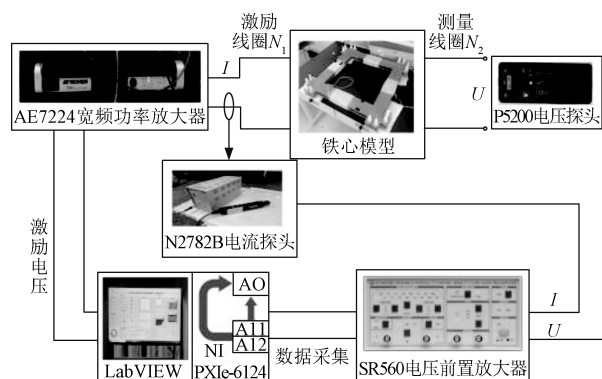 激励
线圈N₁
测量
线圈N₂
I
U
AE7224宽频功率放大器
铁心模型
P5200电压探头
N2782B电流探头
激励电压
AO
A11
A12
NI
PXIe-6124
LabVIEW
数据采集
SR560电压前置放大器
I
U